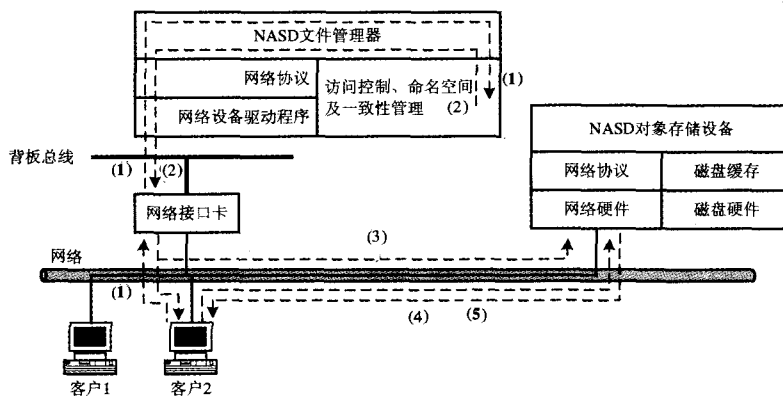 NASD文件管理器
网络协议
网络设备驱动程序
访问控制、命名空间
及一致性管理
(2)
(1)
NASD对象存储设备
网络协议
磁盘缓存
网络硬件
磁盘硬件
背板总线
(1)
(2)
网络接口卡
(3)
网络
(1)
(4)
(5)
客户1
客户2